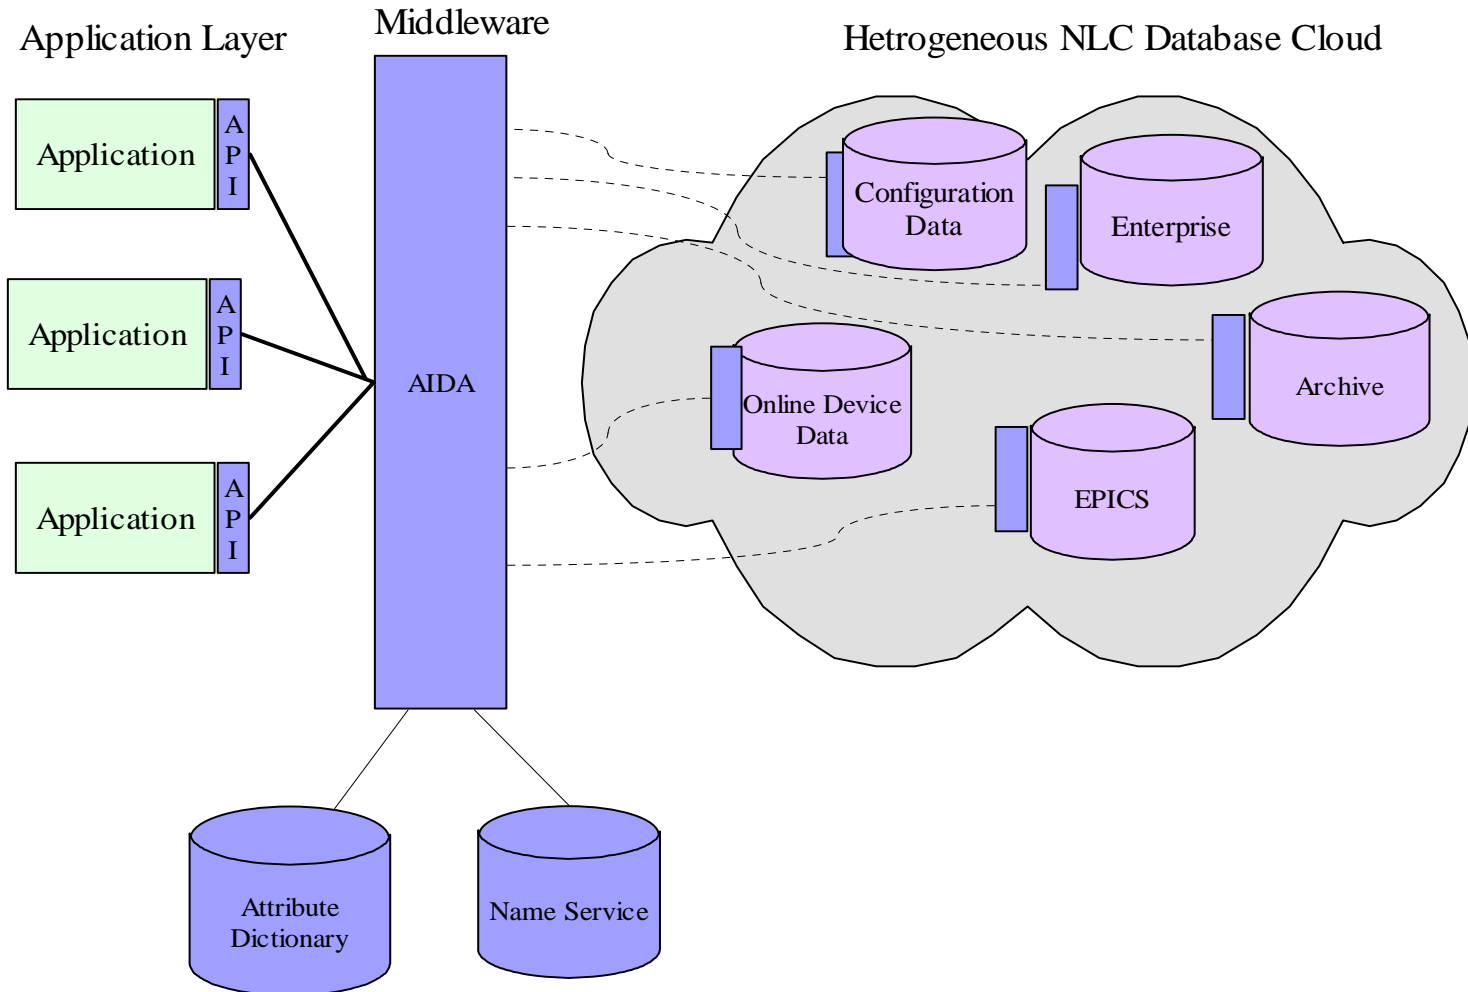 Application Layer
Middleware
Hetrogeneous NLC Database Cloud
Application
A
P
I
Application
A
P
I
Application
A
P
I
AIDA
Configuration
Data
Enterprise
Archive
Online Device
Data
EPICS
Attribute
Dictionary
Name Service